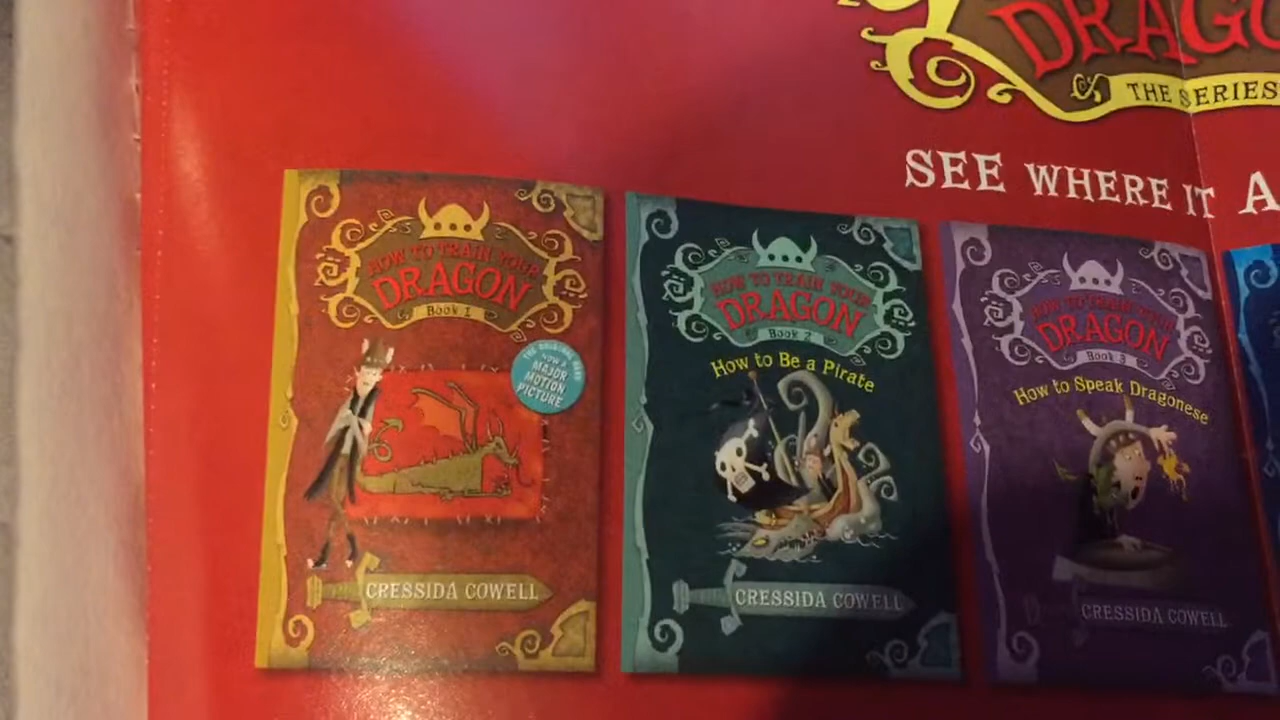 DRAGO
THE SERIES
SEE WHERE IT A
HOW TO TRAIN YOUR
DRAGON
Book 1
THE ORIGINAL BOOK
NOW A
MAJOR
MOTION
PICTURE
CRESSIDA COWELL
HOW TO TRAIN YOUR
DRAGON
Book 2
How to Be a Pirate
CRESSIDA COWELL
HOW TO TRAIN YOUR
DRAGON
Book 3
How to Speak Dragonese
CRESSIDA COWELL